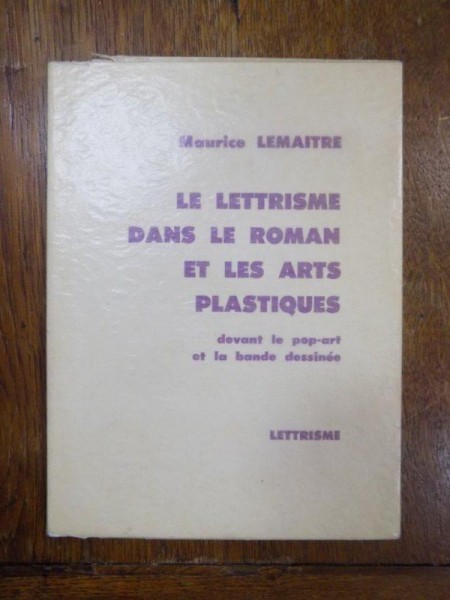 Maurice LEMAITRE
LE LETTRISME
DANS LE ROMAN
ET LES ARTS
PLASTIQUES
devant le pop-art
et la bande dessinée
LETTRISME